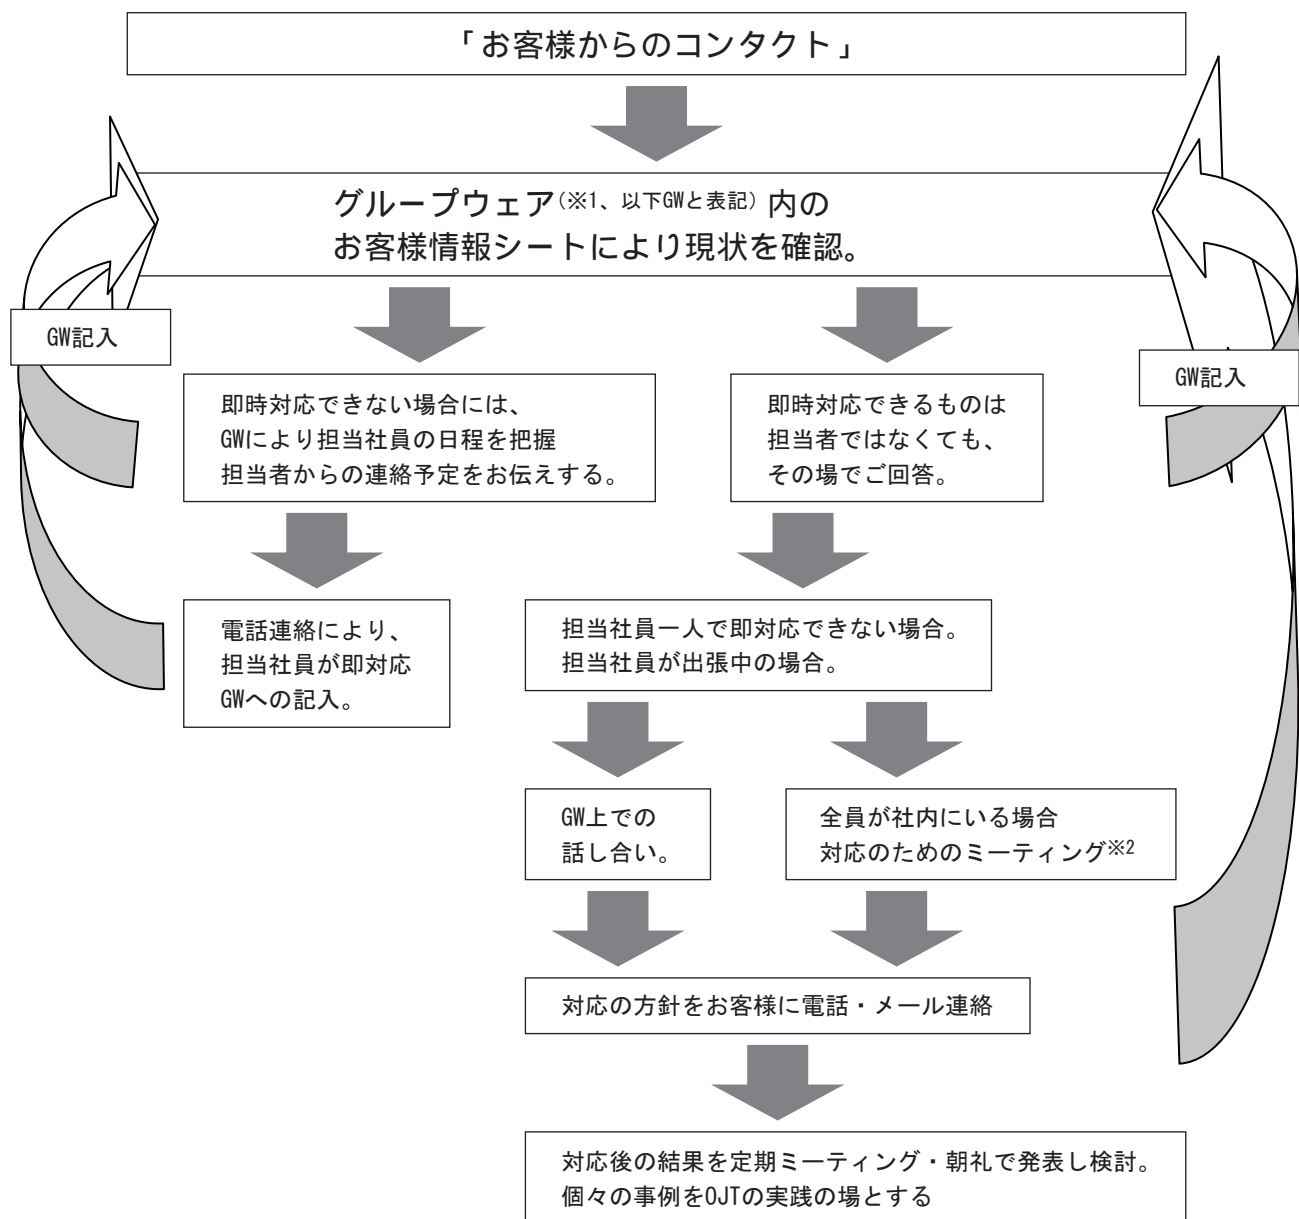 「お客様からのコンタクト」
グループウェア(※1、以下GWと表記)内の
お客様情報シートにより現状を確認。
GW記入
GW記入
即時対応できない場合には、
GWにより担当社員の日程を把握
担当者からの連絡予定をお伝えする。
即時対応できるものは
担当者ではなくても、
その場でご回答。
電話連絡により、
担当社員が即対応
GWへの記入。
担当社員一人で即対応できない場合。
担当社員が出張中の場合。
GW上での
話し合い。
全員が社内にいる場合
対応のためのミーティング※2
対応の方針をお客様に電話・メール連絡
対応後の結果を定期ミーティング・朝礼で発表し検討。
個々の事例をOJTの実践の場とする